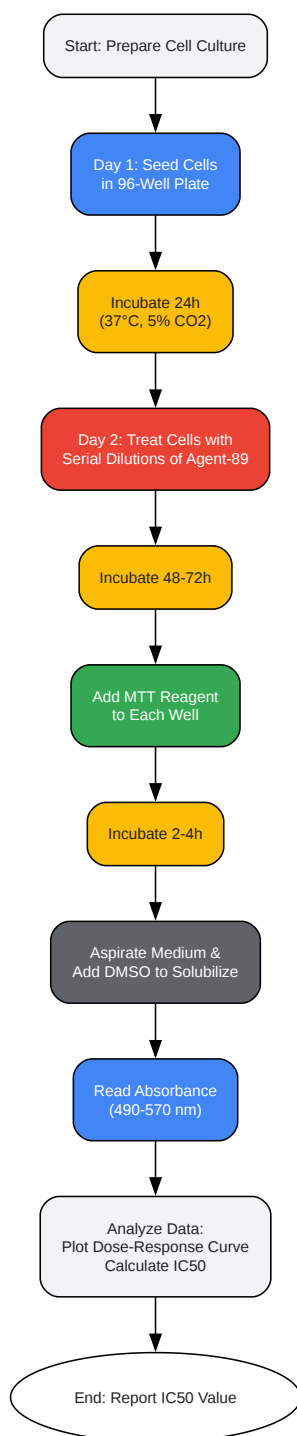 Start: Prepare Cell Culture
Day 1: Seed Cells
in 96-Well Plate
Incubate 24h
(37°C, 5% CO2)
Day 2: Treat Cells with
Serial Dilutions of Agent-89
Incubate 48-72h
Add MTT Reagent
to Each Well
Incubate 2-4h
Aspirate Medium &
Add DMSO to Solubilize
Read Absorbance
(490-570 nm)
Analyze Data:
Plot Dose-Response Curve
Calculate IC50
End: Report IC50 Value